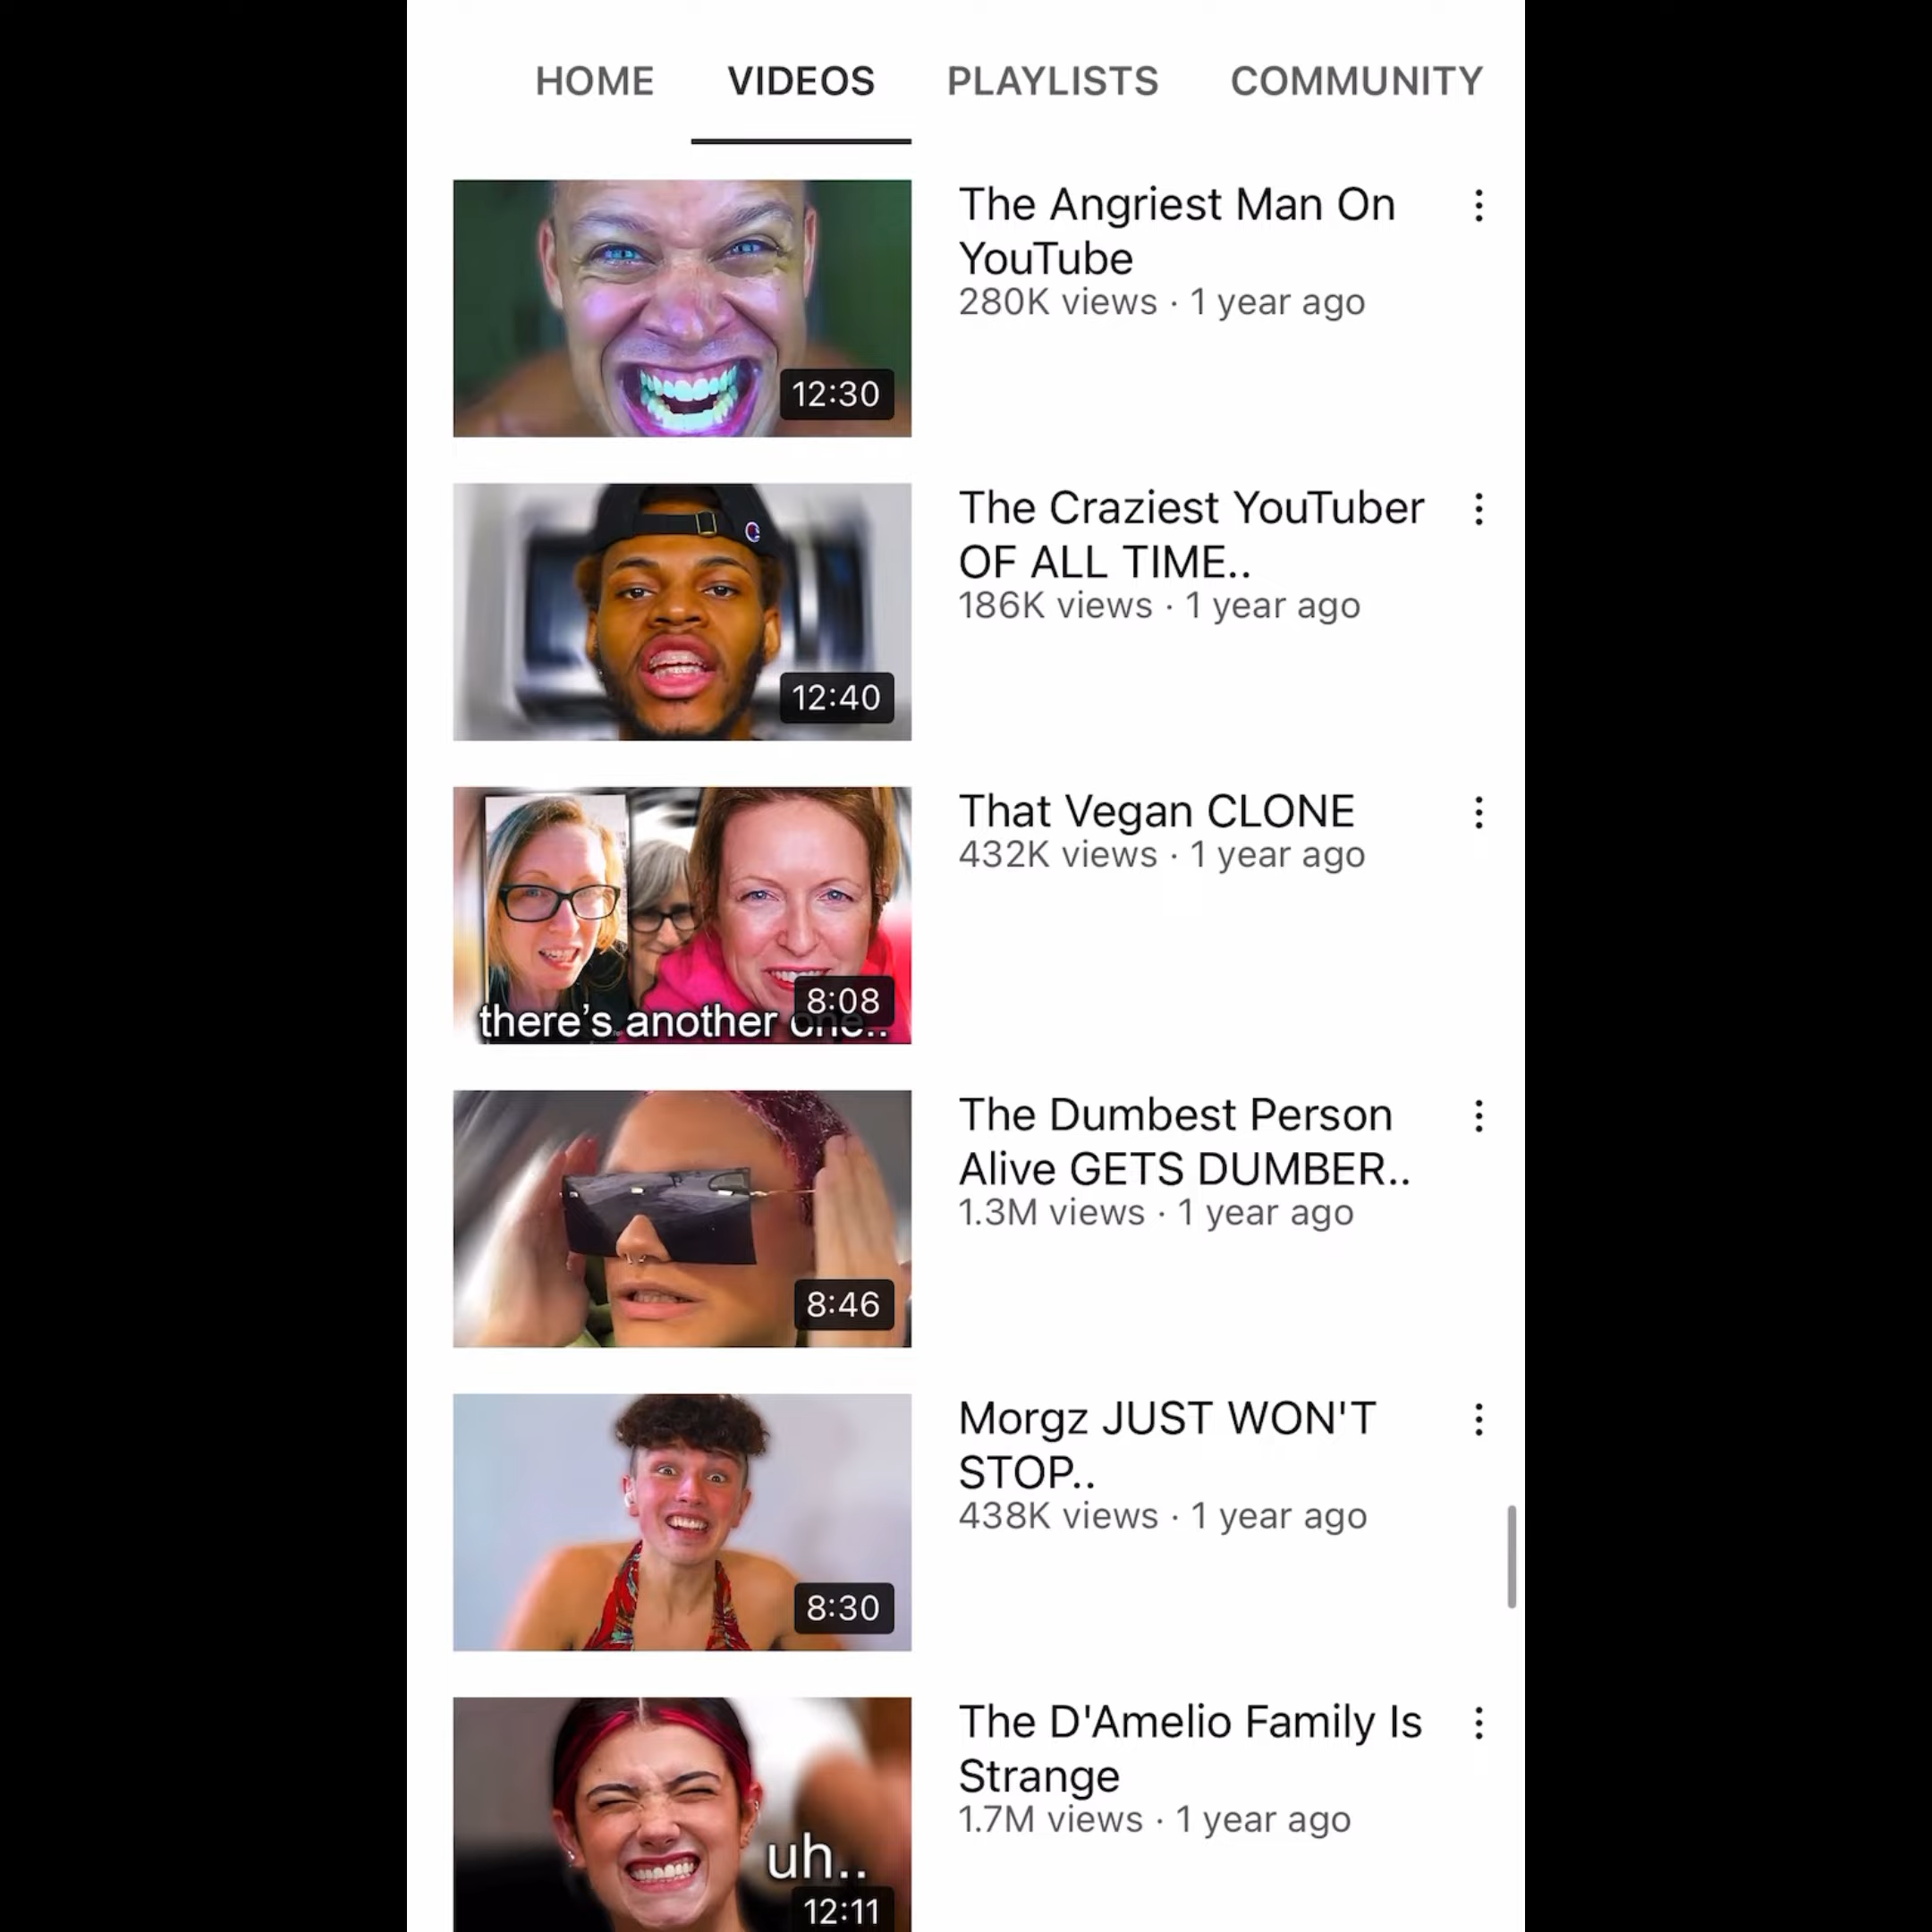 HOME VIDEOS PLAYLISTS COMMUNITY
The Angriest Man On
YouTube
280K views · 1 year ago
12:30
The Craziest YouTuber
OF ALL TIME..
186K views · 1 year ago
12:40
That Vegan CLONE
432K views · 1 year ago
8:08
there's another one..
The Dumbest Person
Alive GETS DUMBER..
1.3M views · 1 year ago
8:46
Morgz JUST WON'T
STOP..
438K views · 1 year ago
8:30
The D'Amelio Family Is
Strange
1.7M views · 1 year ago
uh..
12:11